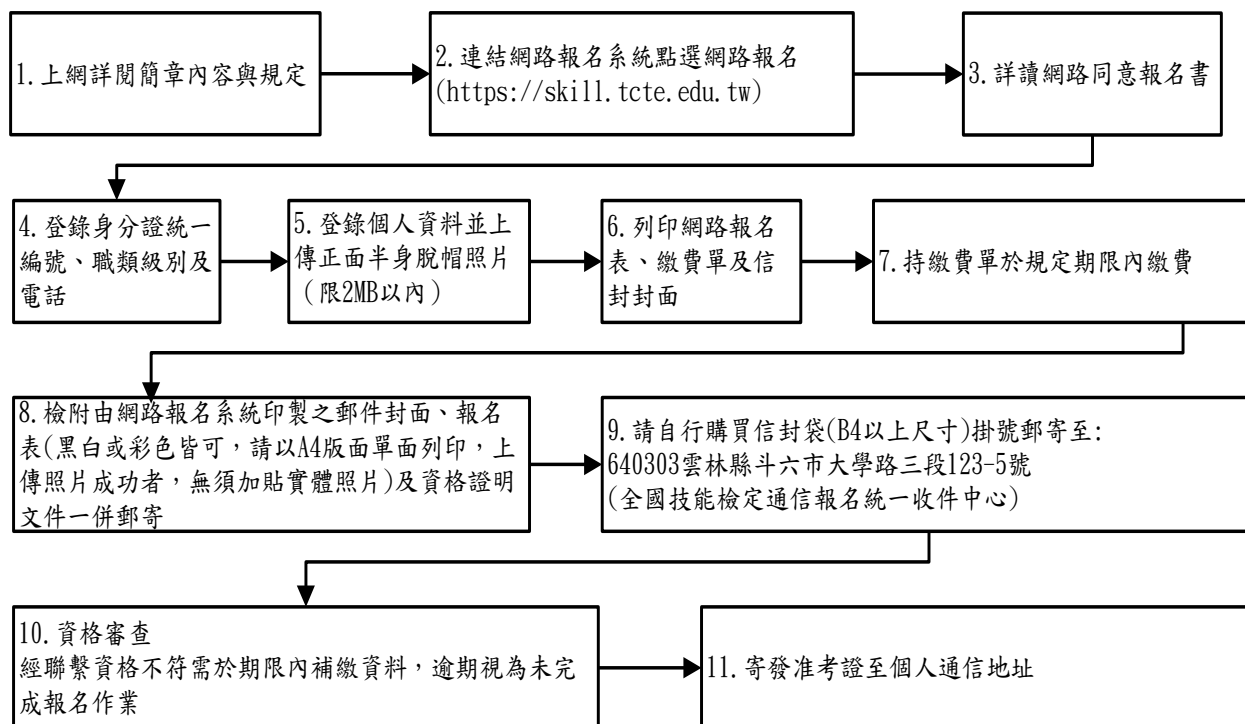 1.上網詳閱簡章內容與規定
2.連結網路報名系統點選網路報名
(https://skill.tcte.edu.tw)
3.詳讀網路同意報名書
4.登錄身分證統一
編號、職類級別及
電話
5.登錄個人資料並上
傳正面半身脫帽照片
（限2MB以內）
6.列印網路報名
表、繳費單及信
封封面
7.持繳費單於規定期限內繳費
8.檢附由網路報名系統印製之郵件封面、報名
表(黑白或彩色皆可，請以A4版面單面列印，上
傳照片成功者，無須加貼實體照片)及資格證明
文件一併郵寄
9.請自行購買信封袋(B4以上尺寸)掛號郵寄至:
640303雲林縣斗六市大學路三段123-5號
(全國技能檢定通信報名統一收件中心)
10.資格審查
經聯繫資格不符需於期限內補繳資料，逾期視為未完
成報名作業
11.寄發准考證至個人通信地址